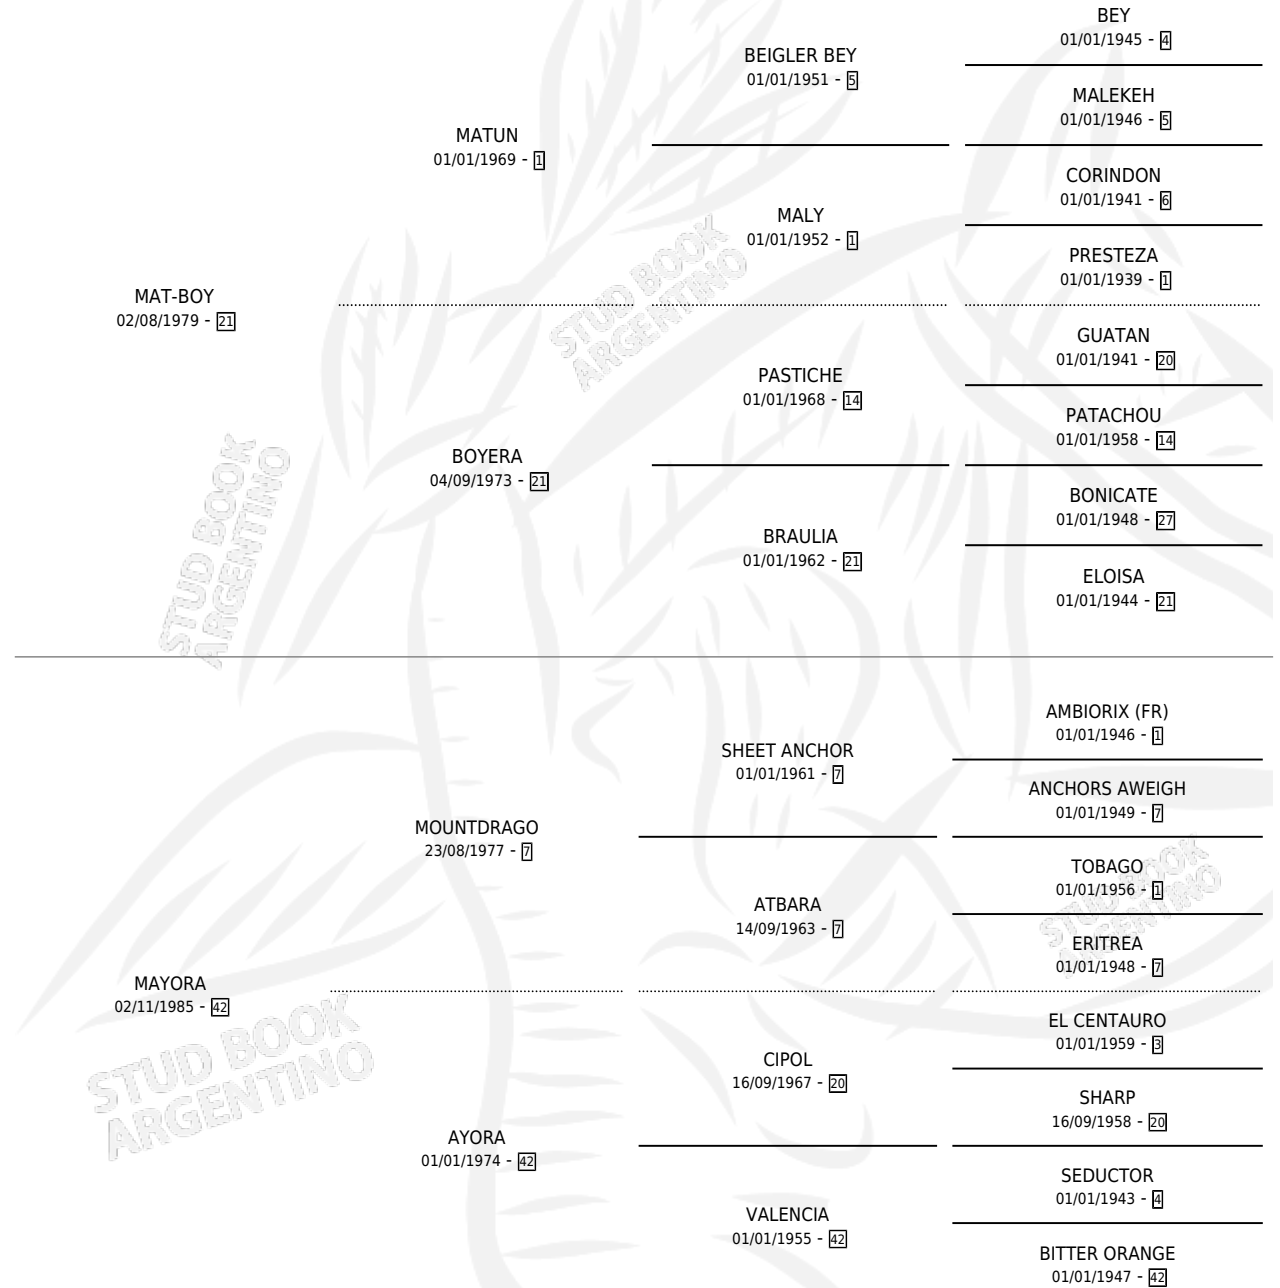 BEY
01/01/1945 - 4
BEIGLER BEY
01/01/1951 - 5
MALEKEH
01/01/1946 - 5
MATUN
01/01/1969 - 1
CORINDON
01/01/1941 - 6
MALY
01/01/1952 - 1
PRESTEZA
01/01/1939 - 1
MAT-BOY
02/08/1979 - 21
STUD BOOK
ARGENTINO
GUATAN
01/01/1941 - 20
PASTICHE
01/01/1968 - 14
PATACHOU
01/01/1958 - 14
BOYERA
04/09/1973 - 21
BONICATE
01/01/1948 - 27
BRAULIA
01/01/1962 - 21
ELOISA
01/01/1944 - 21
STUD BOOK
ARGENTINO
AMBIORIX (FR)
01/01/1946 - 1
SHEET ANCHOR
01/01/1961 - 7
ANCHORS AWEIGH
01/01/1949 - 7
MOUNTDRAGO
23/08/1977 - 7
TOBAGO
01/01/1956 - 1
ATBARA
14/09/1963 - 7
ERITREA
01/01/1948 - 7
STUD BOOK
ARGENTINO
MAYORA
02/11/1985 - 42
EL CENTAURO
01/01/1959 - 3
CIPOL
16/09/1967 - 20
SHARP
16/09/1958 - 20
STUD BOOK
ARGENTINO
AYORA
01/01/1974 - 42
SEDUCTOR
01/01/1943 - 4
VALENCIA
01/01/1955 - 42
BITTER ORANGE
01/01/1947 - 42